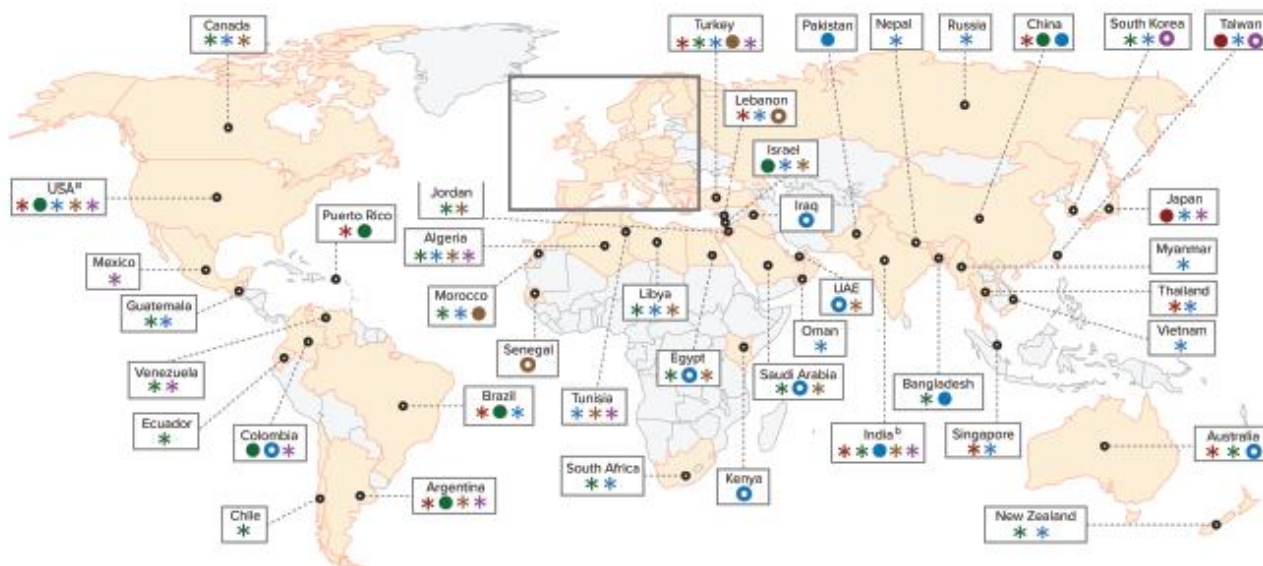 Canada
Turkey
Pakistan
Nepal
Russia
China
South Korea
Taiwan
Lebanon
Israel
USAa
Jordan
Puerto Rico
Iraq
Japan
Algeria
Mexico
Myanmar
Guatemala
Morocco
Libya
UAE
Thailand
Oman
Vietnam
Senegal
Venezuela
Egypt
Saudi Arabia
Bangladesh
Brazil
Tunisia
Ecuador
Colombia
Indiab
Singapore
Australia
South Africa
Kenya
Argentina
Chile
New Zealand